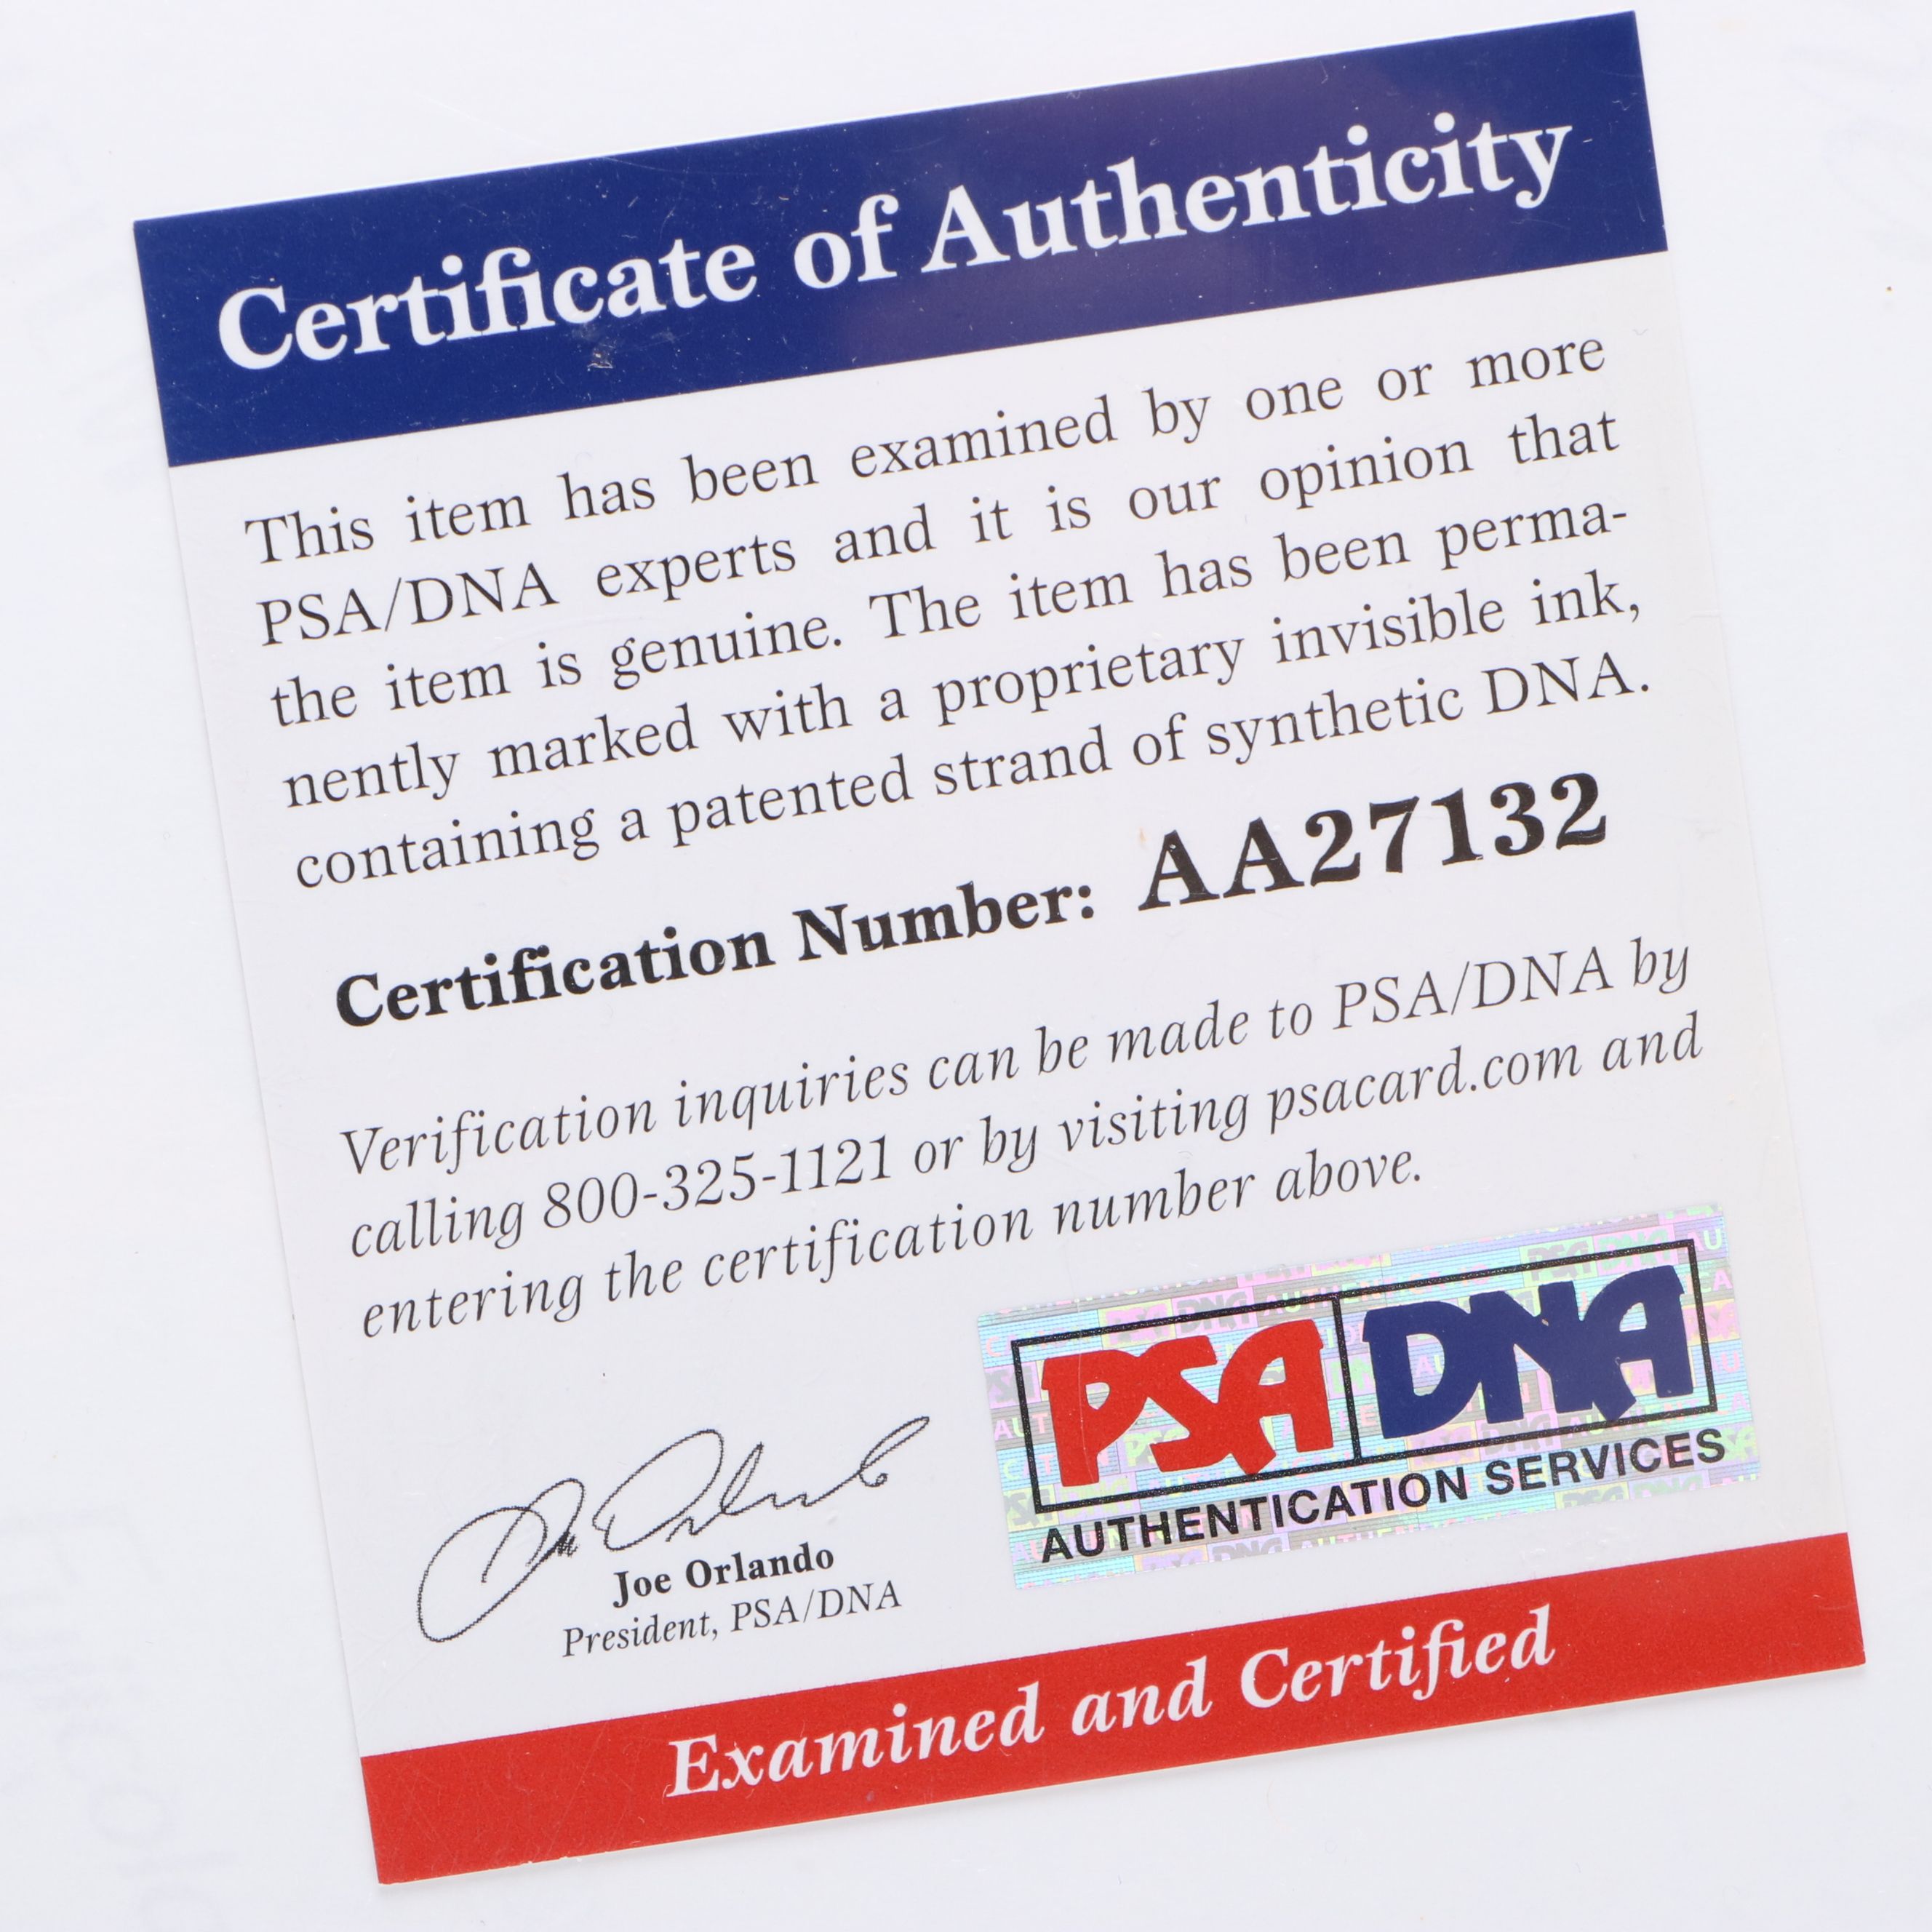 Certificate of Authenticity
This item has been examined by one or more
PSA/DNA experts and it is our opinion that
the item is genuine. The item has been perma-
nently marked with a proprietary invisible ink,
containing a patented strand of synthetic DNA.
Certification Number: AA27132
Verification inquiries can be made to PSA/DNA by
calling 800-325-1121 or by visiting psacard.com and
entering the certification number above.
Joe Orlando
President, PSA/DNA
PSA DNA
AUTHENTICATION SERVICES
Examined and Certified